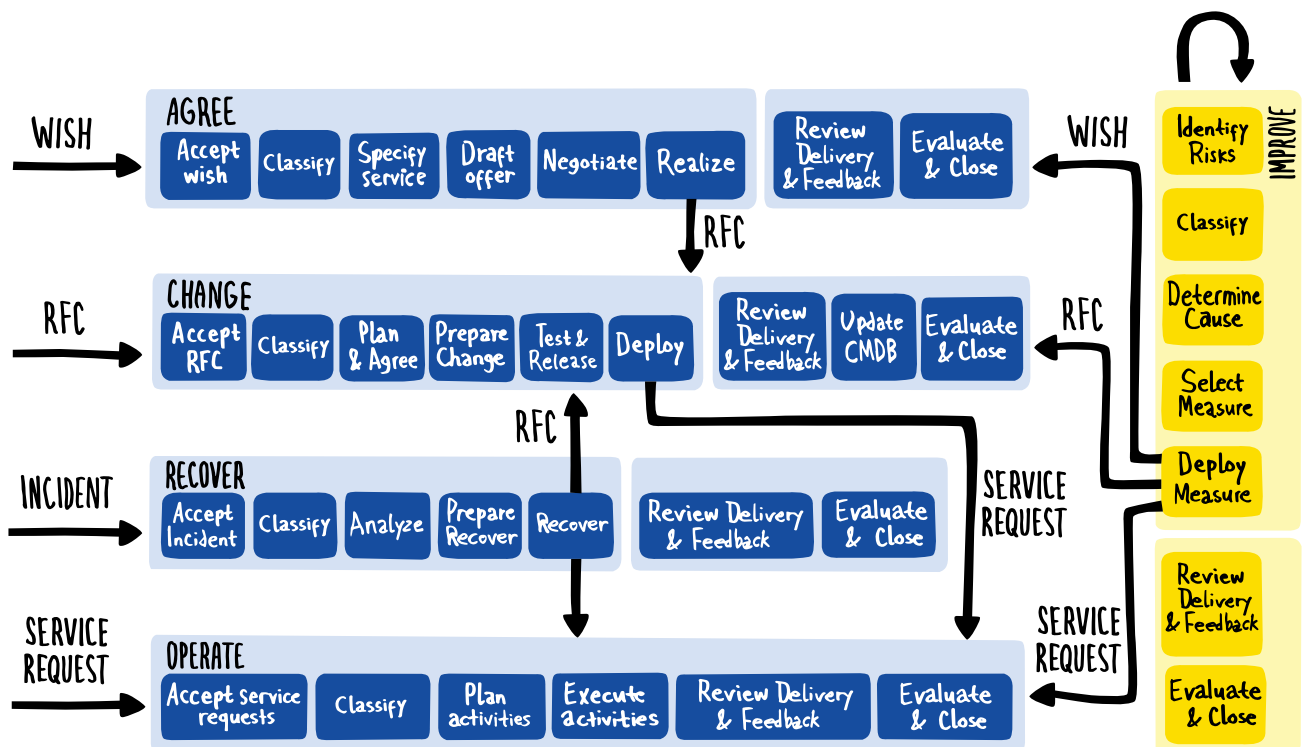 WISH
AGREE
Accept
wish
Classify
Specify
service
Draft
offer
Negotiate
Realize
Review
Delivery
& Feedback
Evaluate
& Close
WISH
RFC
RFC
CHANGE
Accept
RFC
Classify
Plan
& Agree
Prepare
Change
Test &
Release
Deploy
Review
Delivery
& Feedback
Update
CMDB
Evaluate
& Close
RFC
RFC
INCIDENT
RECOVER
Accept
Incident
Classify
Analyze
Prepare
Recover
Recover
Review Delivery
& Feedback
Evaluate
& Close
SERVICE
REQUEST
SERVICE
REQUEST
OPERATE
Accept service
requests
Classify
Plan
activities
Execute
activities
Review Delivery
& Feedback
Evaluate
& Close
SERVICE
REQUEST
IMPROVE
Identify
Risks
Classify
Determine
Cause
Select
Measure
Deploy
Measure
Review
Delivery
& Feedback
Evaluate
& Close